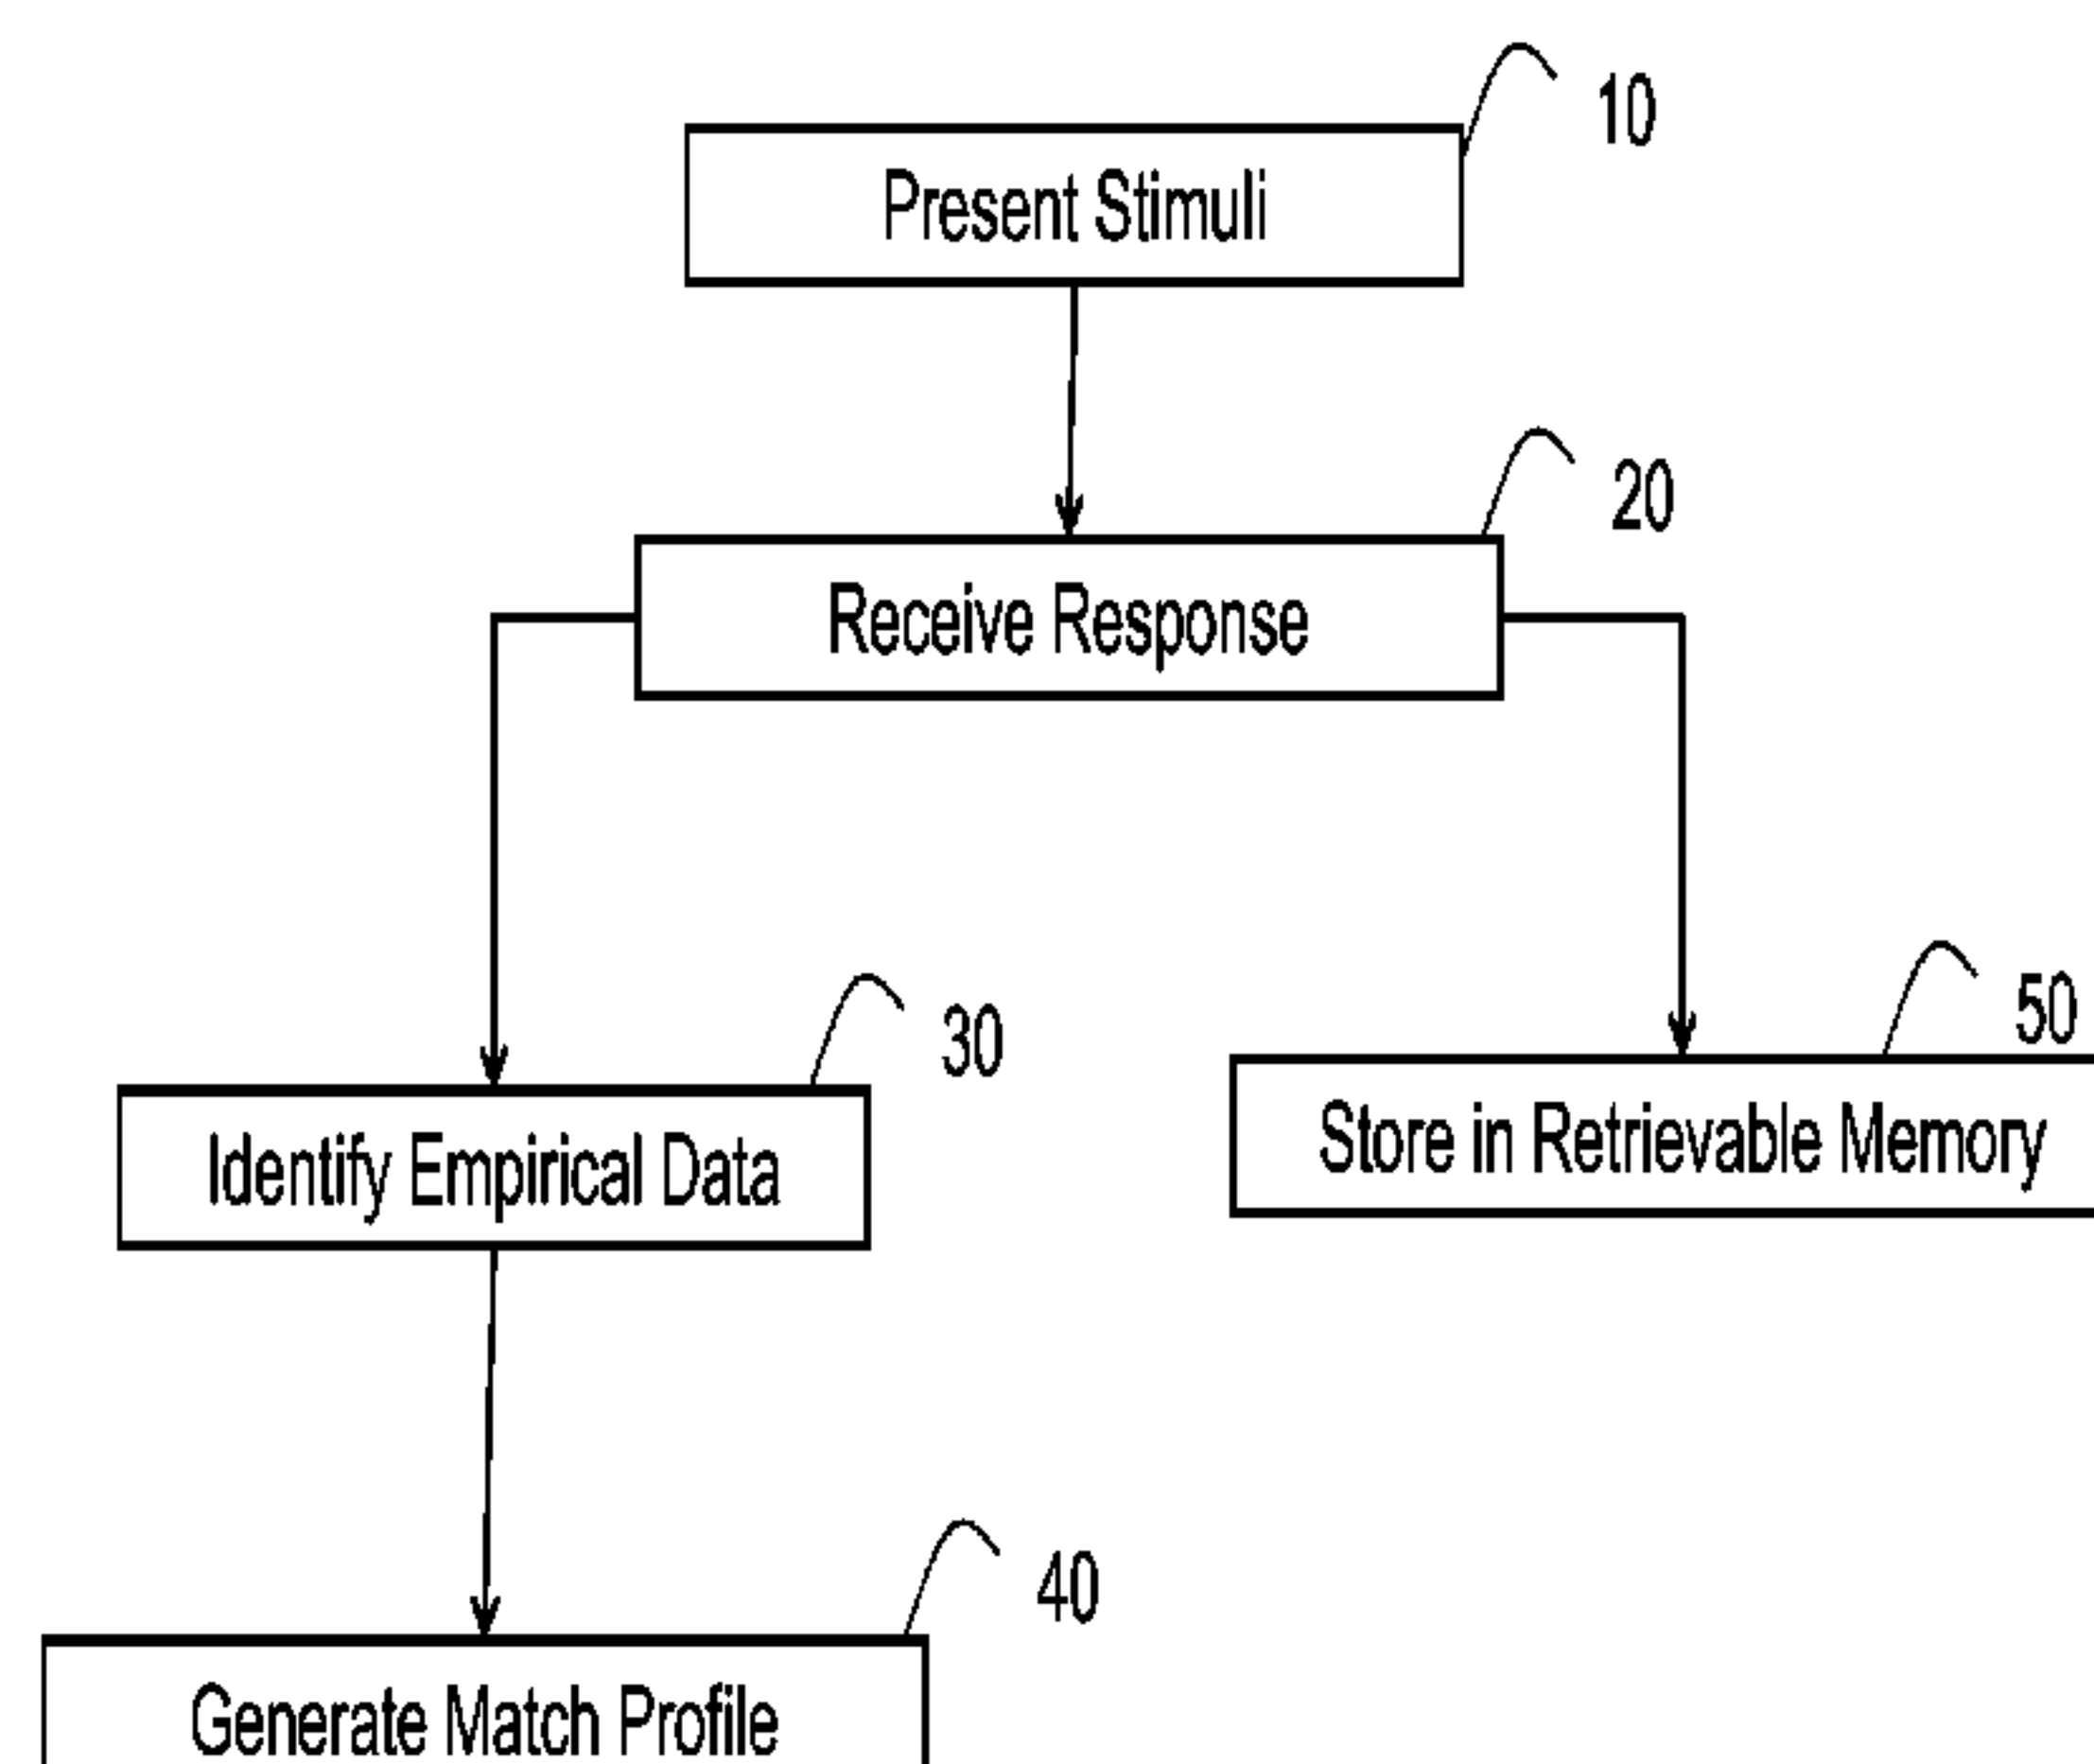 10
Present Stimuli
20
Receive Response
30
50
Identify Empirical Data
Store in Retrievable Memory
40
Generate Match Profile